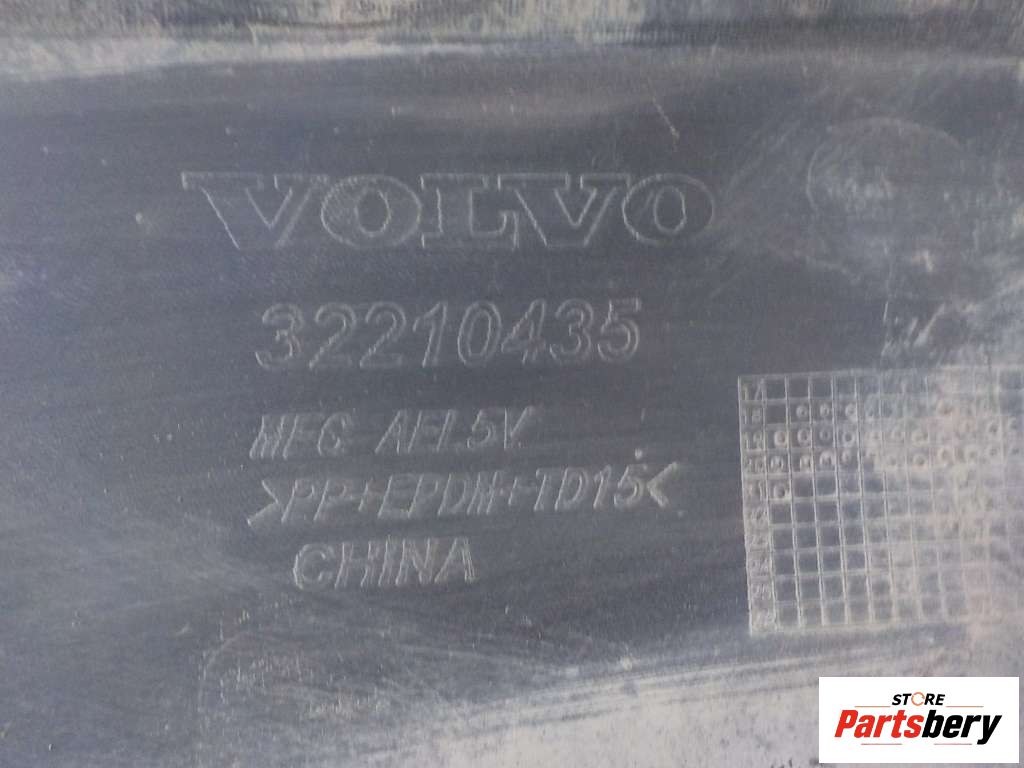 VOLVO
32210435
MFG AEL5V
>PP+EPDM+TD15<
CHINA
STORE
Partsbery